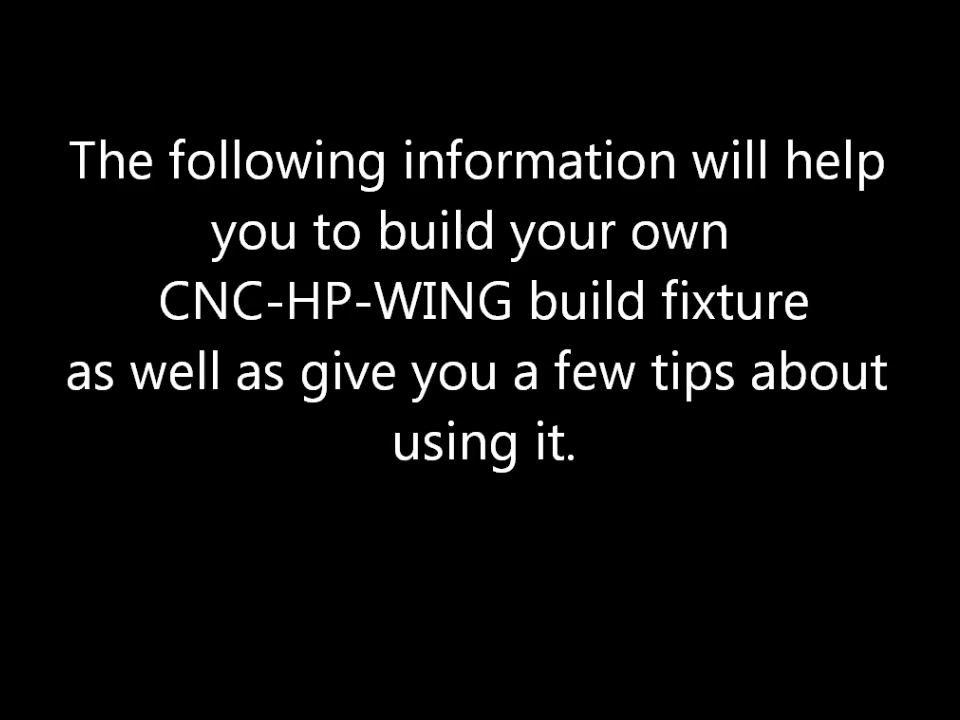 The following information will help
you to build your own
CNC-HP-WING build fixture
as well as give you a few tips about
using it.